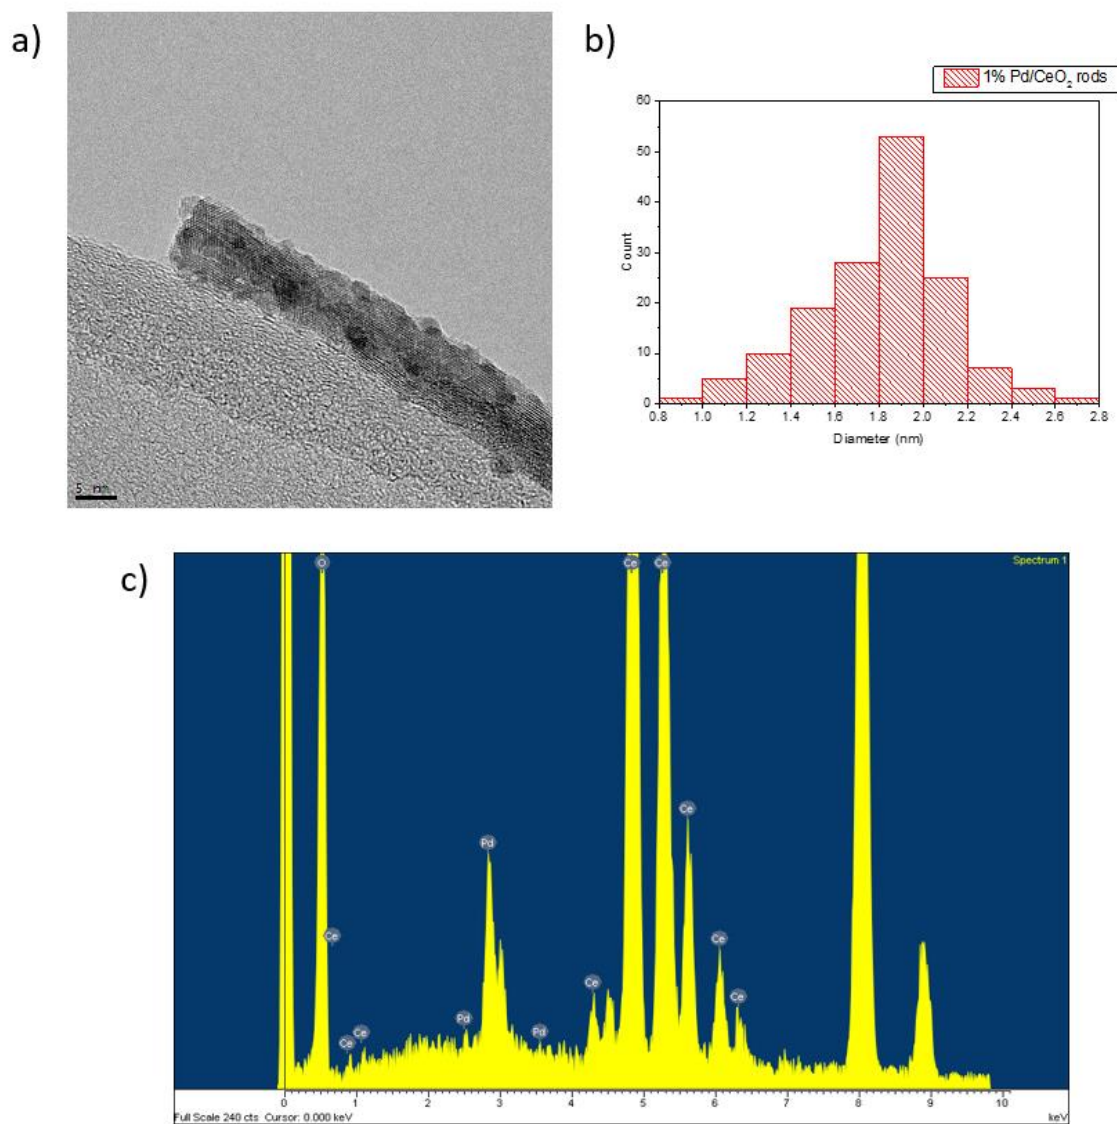 a)
5 nm
b)
1% Pd/CeO2 rods
Count
60
50
40
30
20
10
0
0.8 1.0 1.2 1.4 1.6 1.8 2.0 2.2 2.4 2.6 2.8
Diameter (nm)
c)
Spectrum 1
O
Ce
Ce
Ce
Pd
Pd
Pd
Ce
Ce
Ce
Ce
Ce
Ce
0 1 2 3 4 5 6 7 8 9 10
Full Scale 240 cts Cursor: 0.000 keV
keV